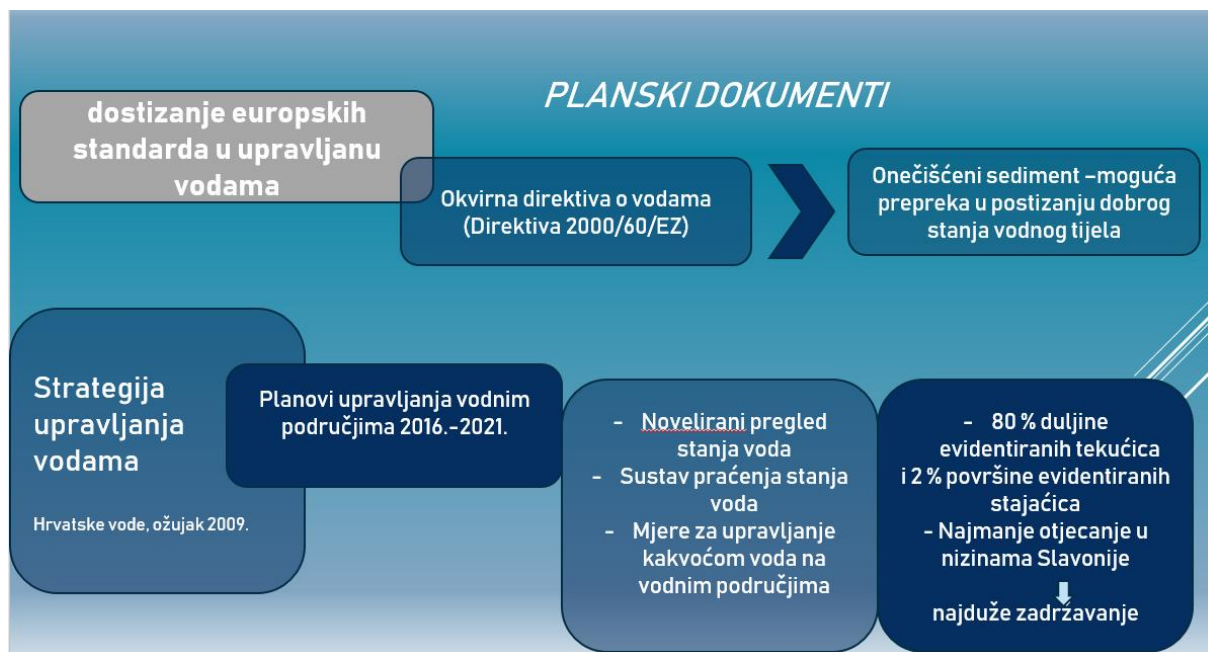 PLANSKI DOKUMENTI
dostizanje europskih
standarda u upravljanu
vodama
Okvirna direktiva o vodama
(Direktiva 2000/60/EZ)
Onečišćeni sediment –moguća
prepreka u postizanju dobrog
stanja vodnog tijela
Strategija
upravljanja
vodama
Hrvatske vode, ožujak 2009.
Planovi upravljanja vodnim
područjima 2016.-2021.
- Novelirani pregled
stanja voda
- Sustav praćenja stanja
voda
- Mjere za upravljanje
kakvoćom voda na
vodnim područjima
- 80 % duljine
evidentiranih tekućica
i 2 % površine evidentiranih
stajaćica
- Najmanje otjecanje u
nizinama Slavonije
najduže zadržavanje